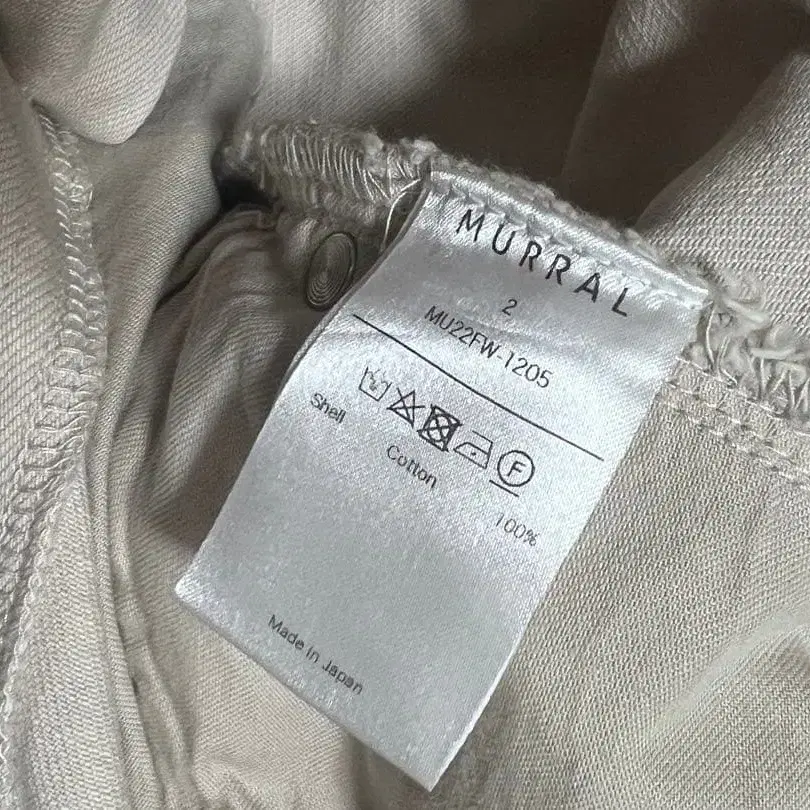 MURRAL
2
MU22FW-1205
F
Shell
Cotton
100%
Made in Japan